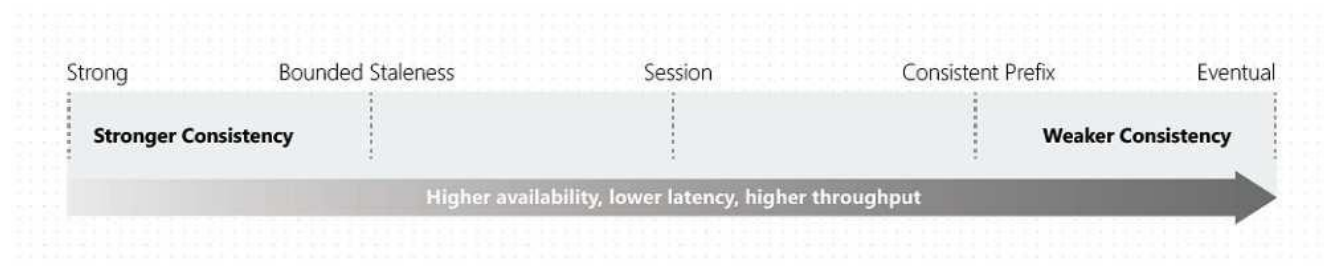 Strong Bounded Staleness Session Consistent Prefix Eventual
Stronger Consistency Weaker Consistency
Higher availability, lower latency, higher throughput